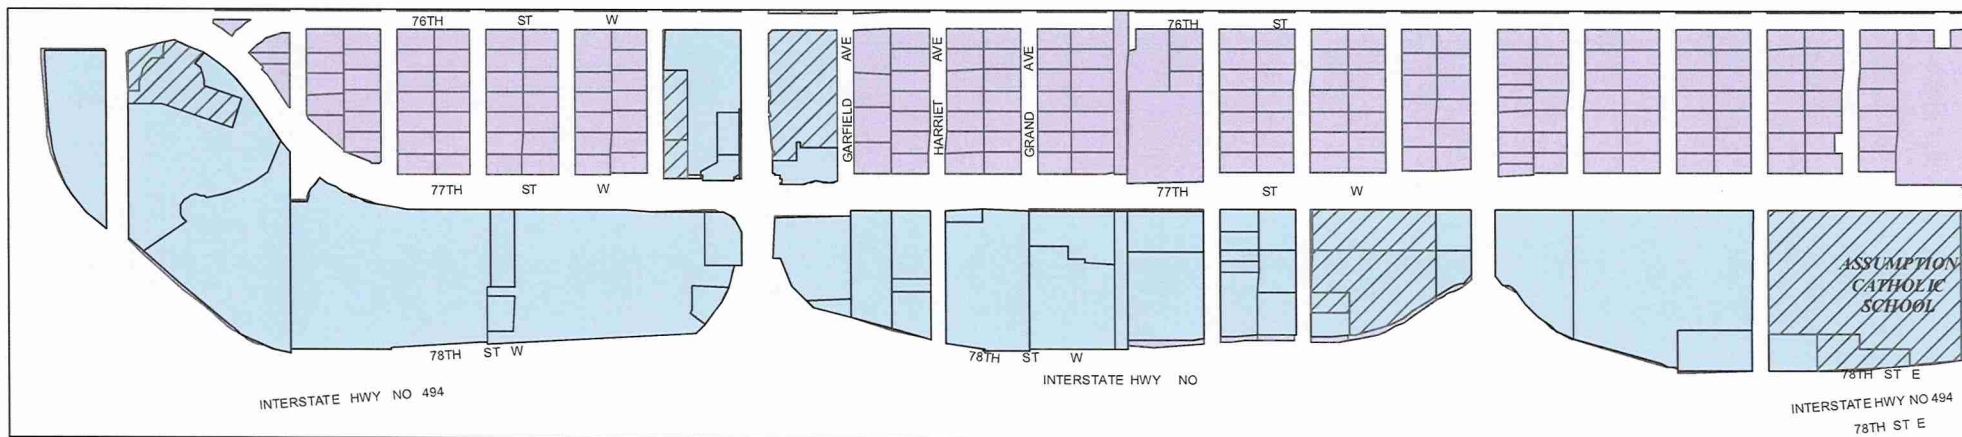 76TH ST W
76TH ST
GARFIELD AVE
HARRIET AVE
GRAND AVE
77TH ST W
77TH ST W
ASSUMPTION
CATHOLIC
SCHOOL
78TH ST W
78TH ST W
78TH ST E
INTERSTATE HWY NO 494
INTERSTATE HWY NO
INTERSTATE HWY NO 494
78TH ST E